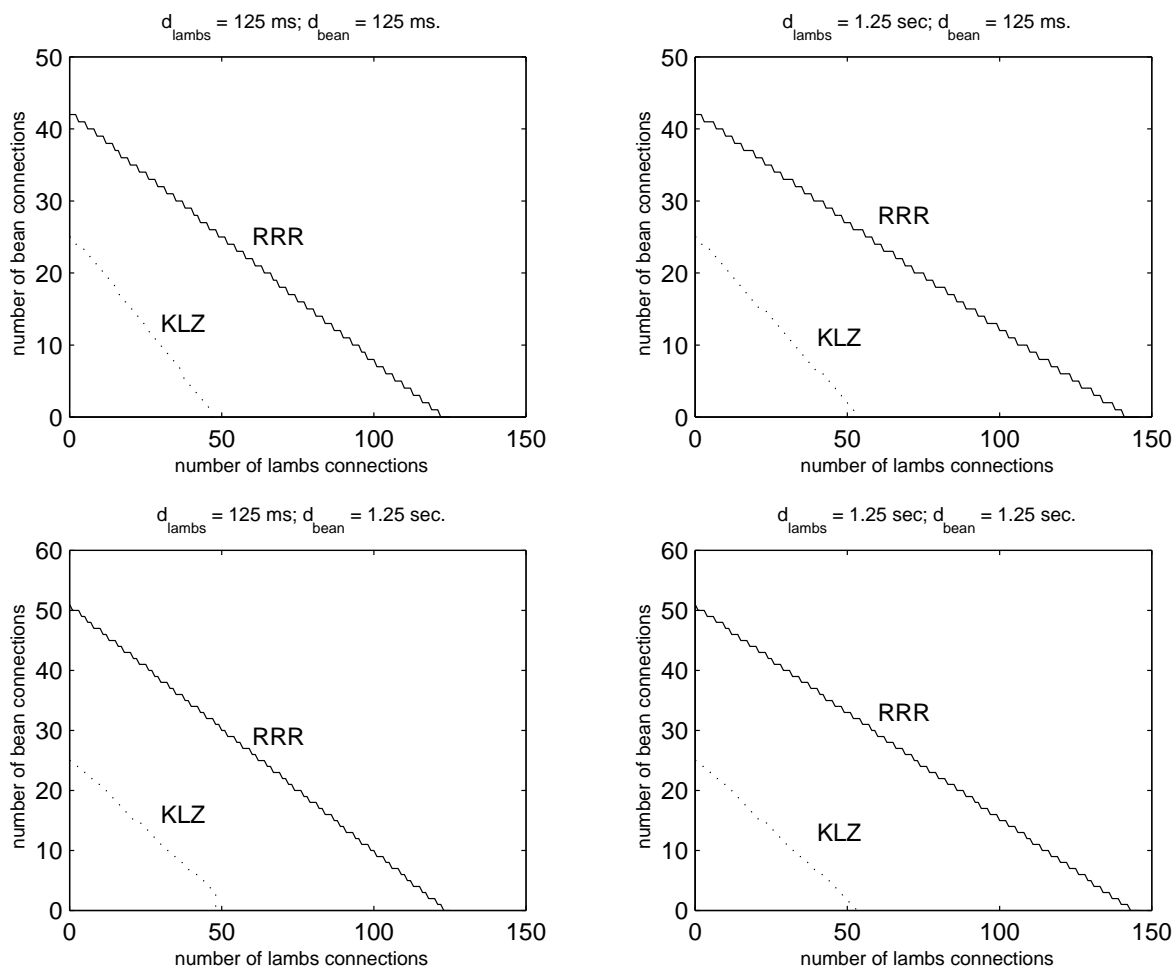 d_lambs = 125 ms; d_bean = 125 ms.
50
40
30
20
10
0
number of bean connections
RRR
KLZ
0 50 100 150
number of lambs connections
d_lambs = 1.25 sec; d_bean = 125 ms.
50
40
30
20
10
0
number of bean connections
RRR
KLZ
0 50 100 150
number of lambs connections
d_lambs = 125 ms; d_bean = 1.25 sec.
60
50
40
30
20
10
0
number of bean connections
RRR
KLZ
0 50 100 150
number of lambs connections
d_lambs = 1.25 sec; d_bean = 1.25 sec.
60
50
40
30
20
10
0
number of bean connections
RRR
KLZ
0 50 100 150
number of lambs connections